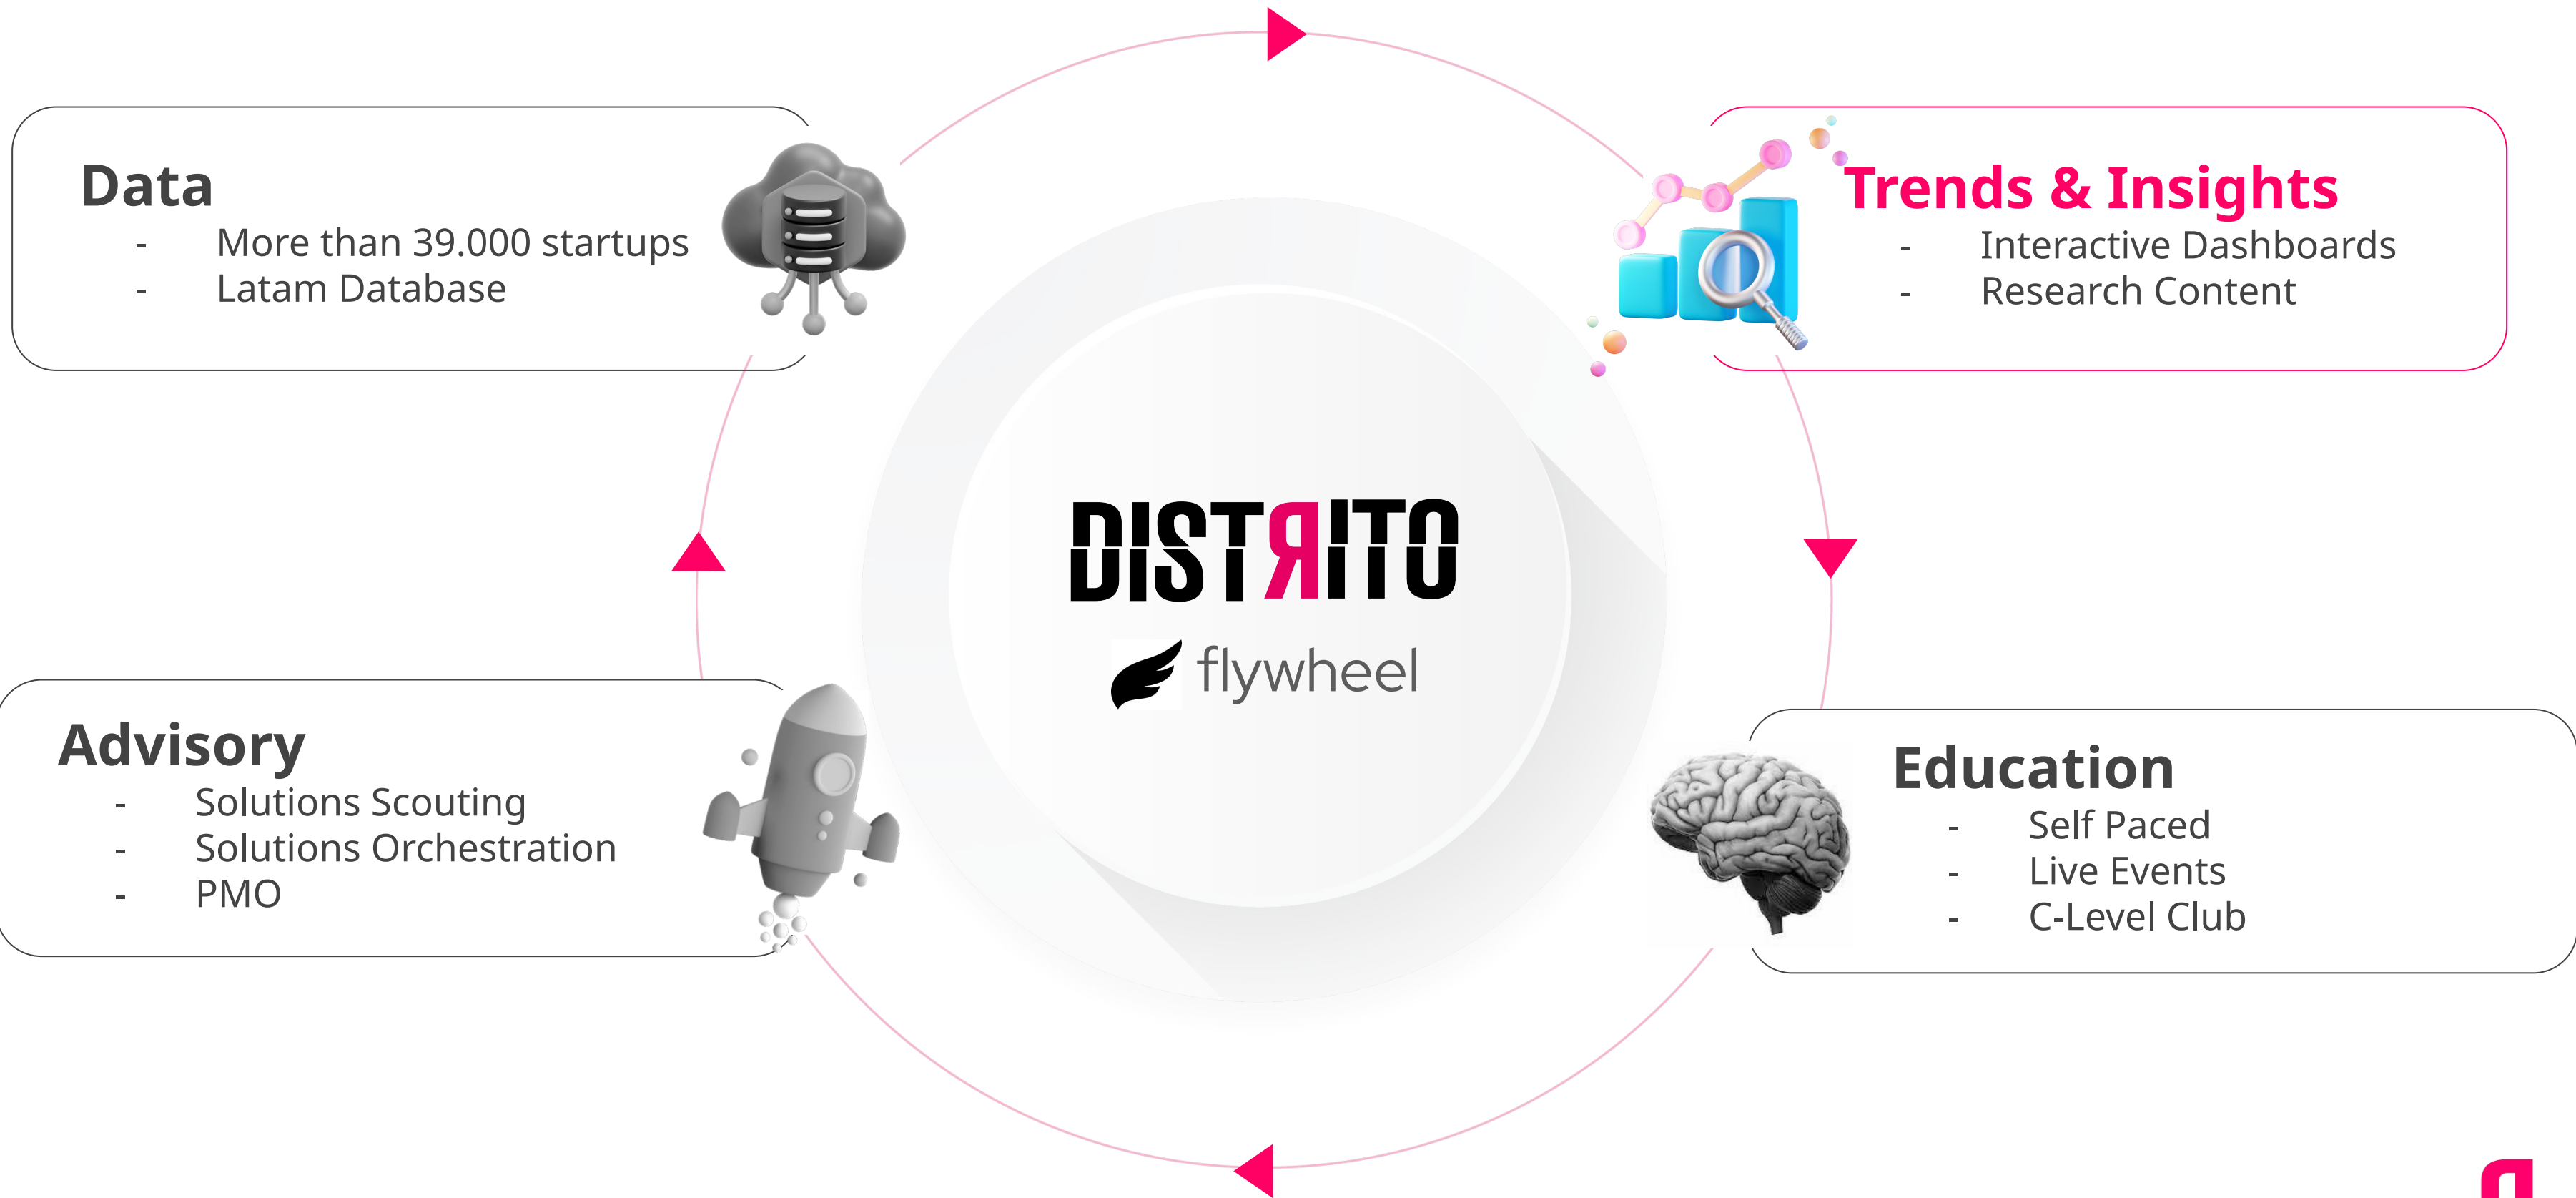 Data
- More than 39.000 startups
- Latam Database
Trends & Insights
- Interactive Dashboards
- Research Content
DISTRITO
flywheel
Advisory
- Solutions Scouting
- Solutions Orchestration
- PMO
Education
- Self Paced
- Live Events
- C-Level Club